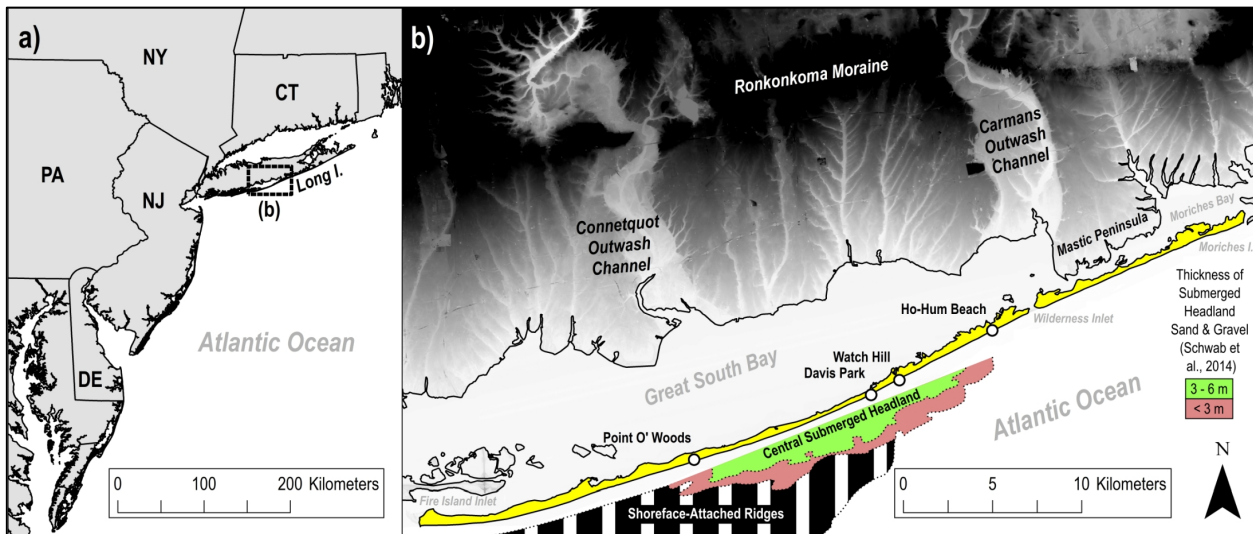 a)
NY
CT
PA
NJ
Long I.
(b)
DE
Atlantic Ocean
0 100 200 Kilometers
b)
Ronkonkoma Moraine
Carmans
Outwash
Channel
Connetquot
Outwash
Channel
Moriches Bay
Mastic Peninsula
Moriches I.
Ho-Hum Beach
Wilderness Inlet
Watch Hill
Davis Park
Great South Bay
Central Submerged Headland
Atlantic Ocean
Point O' Woods
Fire Island Inlet
Shoreface-Attached Ridges
Thickness of
Submerged
Headland
Sand & Gravel
(Schwab et
al., 2014)
3 - 6 m
< 3 m
N
0 5 10 Kilometers